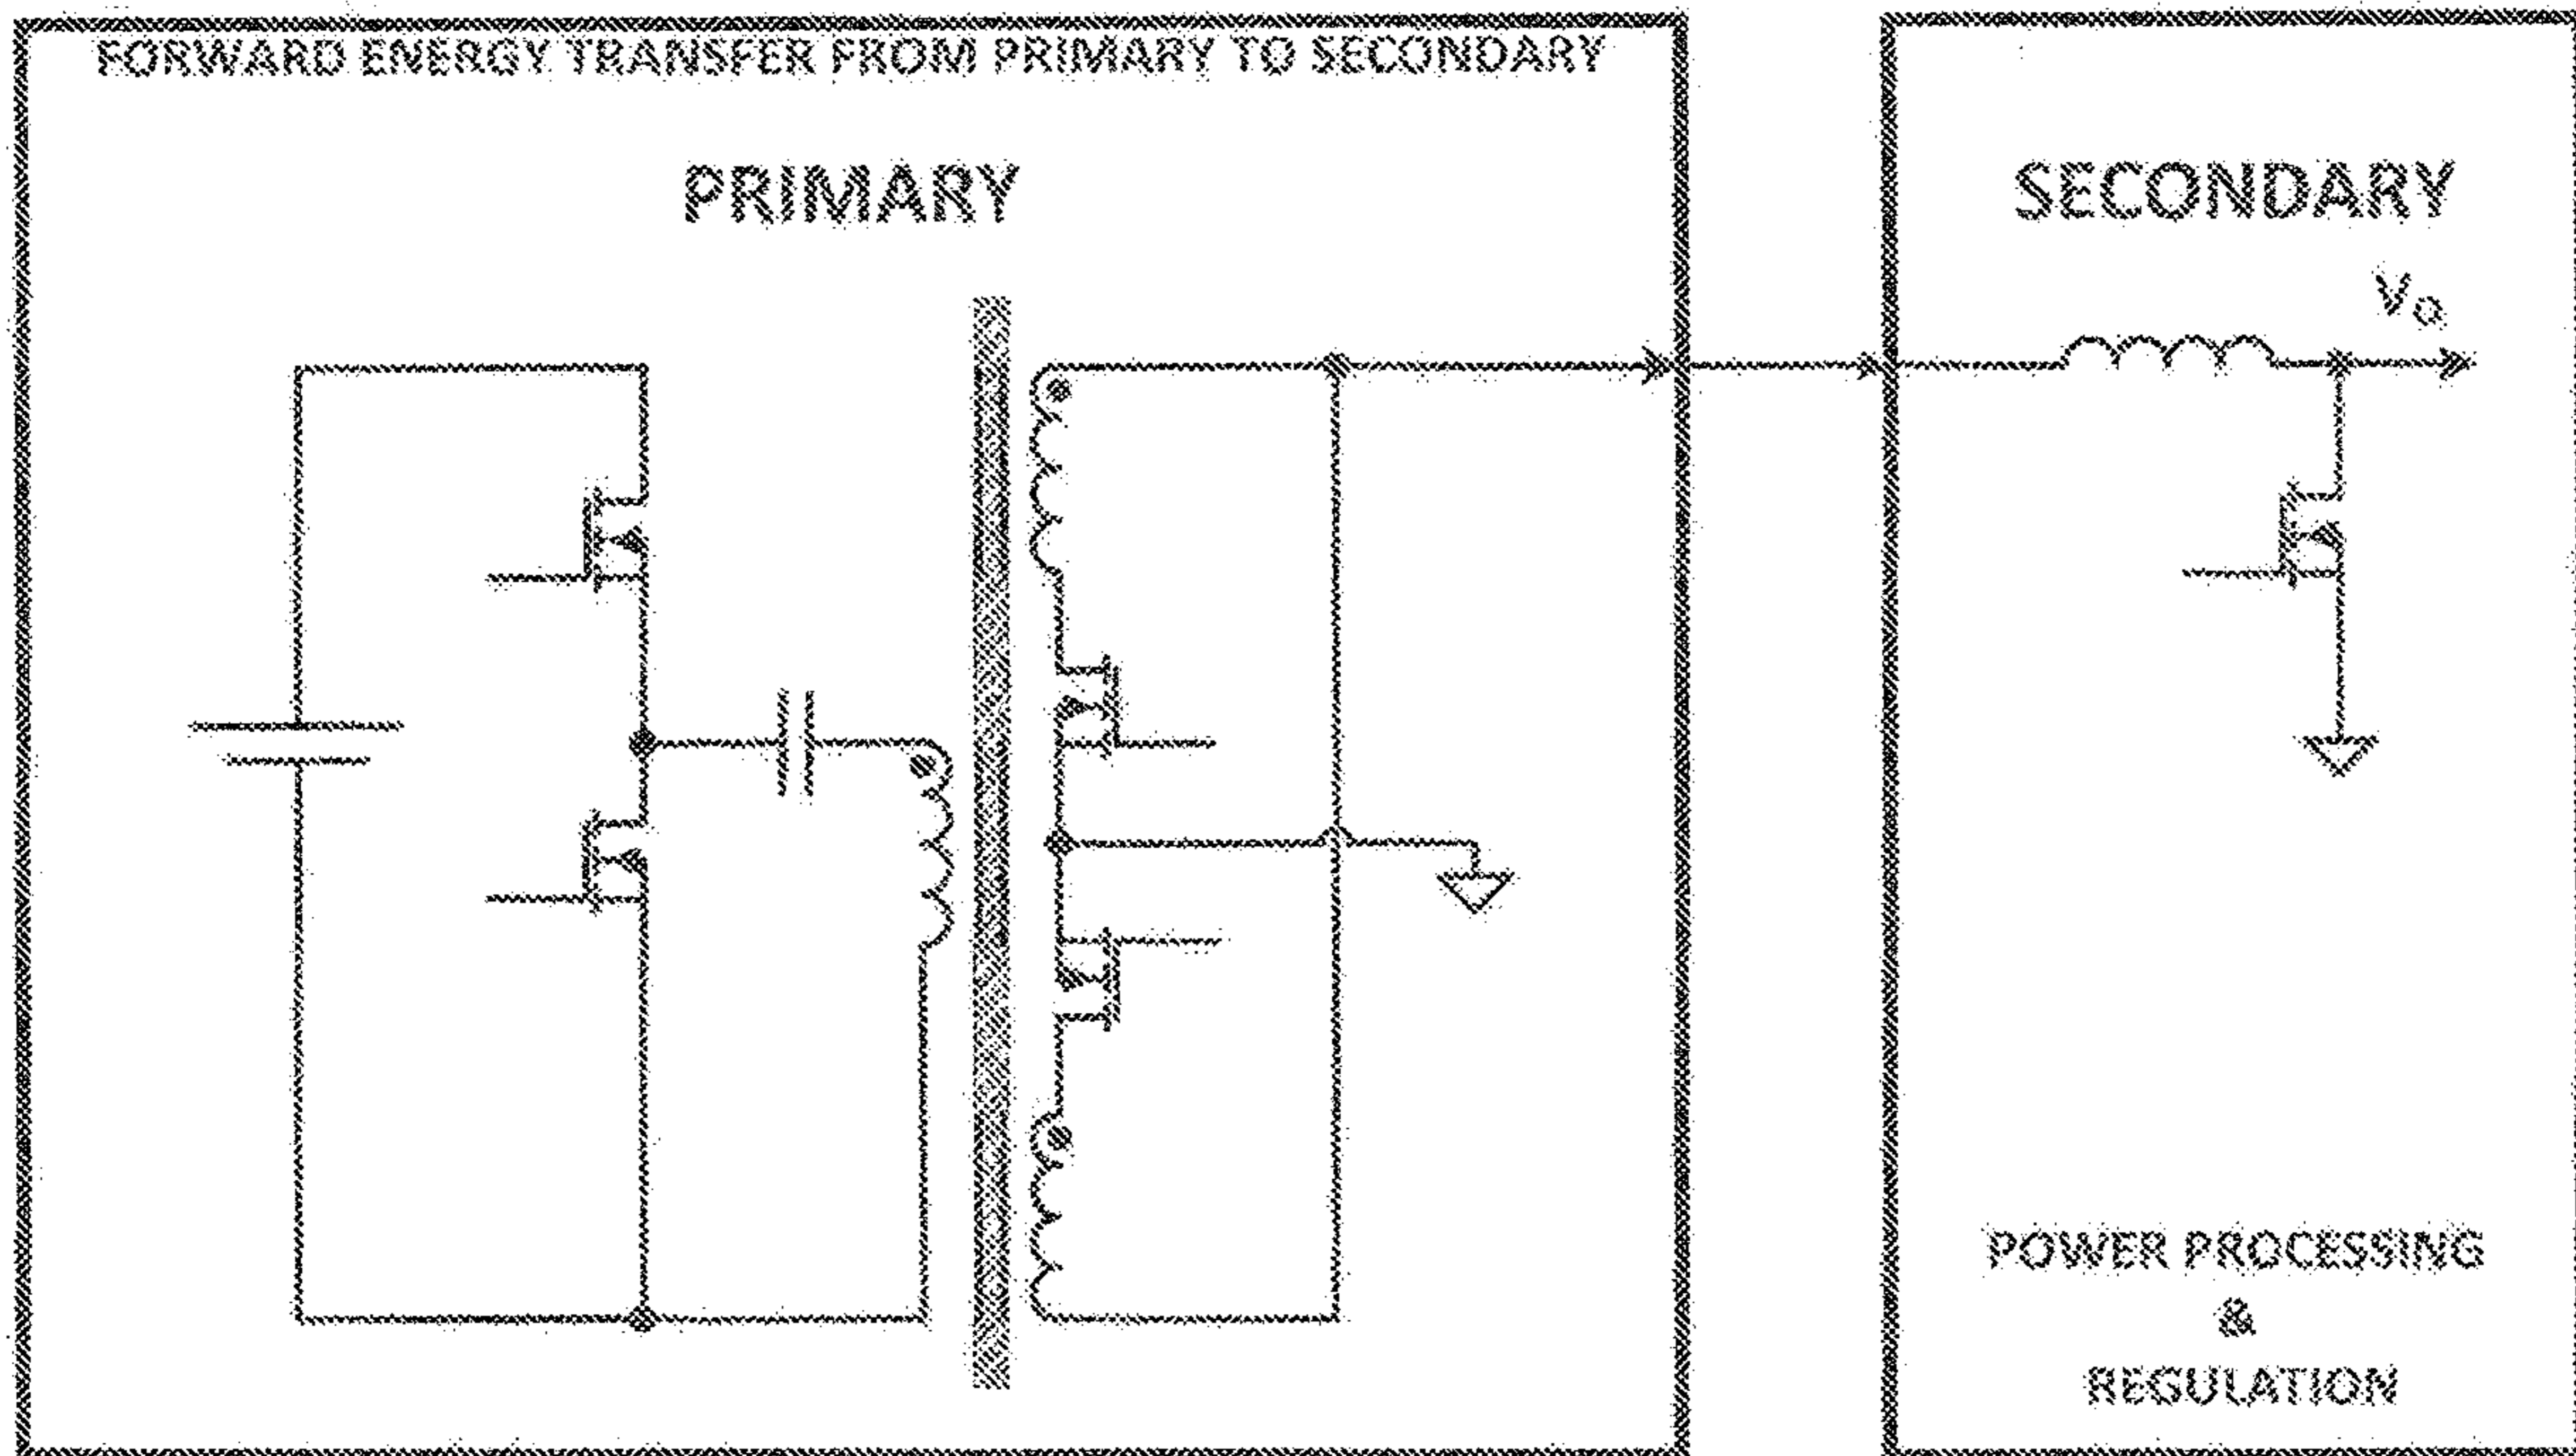 FORWARD ENERGY TRANSFER FROM PRIMARY TO SECONDARY
PRIMARY
SECONDARY
VO
POWER PROCESSING
&
REGULATION